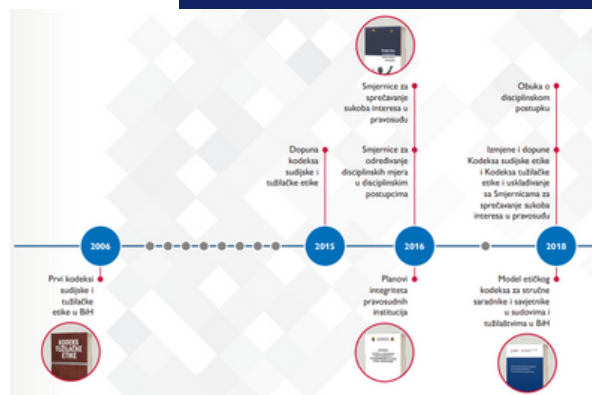 Smjernice za
sprečavanje
sukoba interesa u
pravosuđu
Obuka o
disciplinskom
postupku
Dopuna
kodeksa
sudijske i
tužilačke etike
Smjernice za
određivanje
disciplinskih mjera
u disciplinskim
postupcima
Izmjene i dopune
Kodeksa sudijske etike
i Kodeksa tužilačke
etike i usklađivanje
sa Smjernicama za
sprečavanje sukoba
interesa u pravosuđu
2006
2015
2016
2018
Prvi kodeksi
sudijske i
tužilačke
etike u BiH
Planovi
integriteta
pravosudnih
institucija
Model etičkog
kodeksa za stručne
saradnike i savjetnike
u sudovima i
tužilaštvima u BiH
KODEKS
TUŽILAČKE
ETIKE